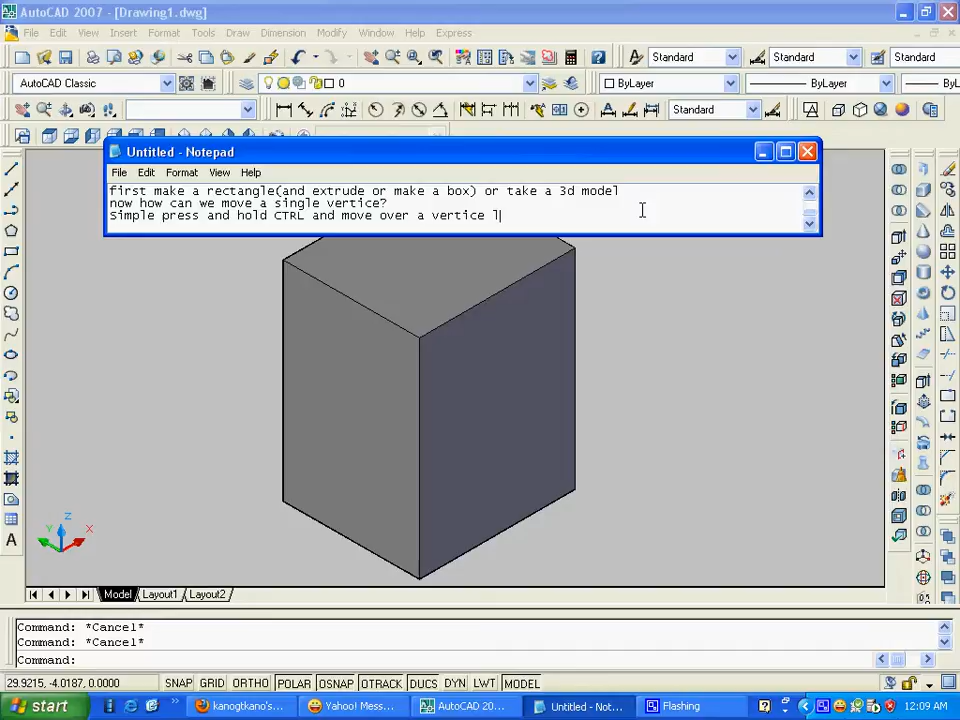 AutoCAD 2007 - [Drawing1.dwg]
File Edit View Insert Format Tools Draw Dimension Modify Window Help Express
Standard Standard Standard
AutoCAD Classic 0 ByLayer ByLayer ByL
Standard
Untitled - Notepad
File Edit Format View Help
first make a rectangle(and extrude or make a box) or take a 3d model
now how can we move a single vertice?
Simple press and hold CTRL and move over a vertice l
Z
Y X
A
Model Layout1 Layout2
Command: *Cancel*
Command: *Cancel*
Command:
29.9215, -4.0187, 0.0000 SNAP GRID ORTHO POLAR OSNAP OTRACK DUCS DYN LWT MODEL
start kanogtkano's... Yahoo! Mess... AutoCAD 20... Untitled - Not... Flashing 12:09 AM